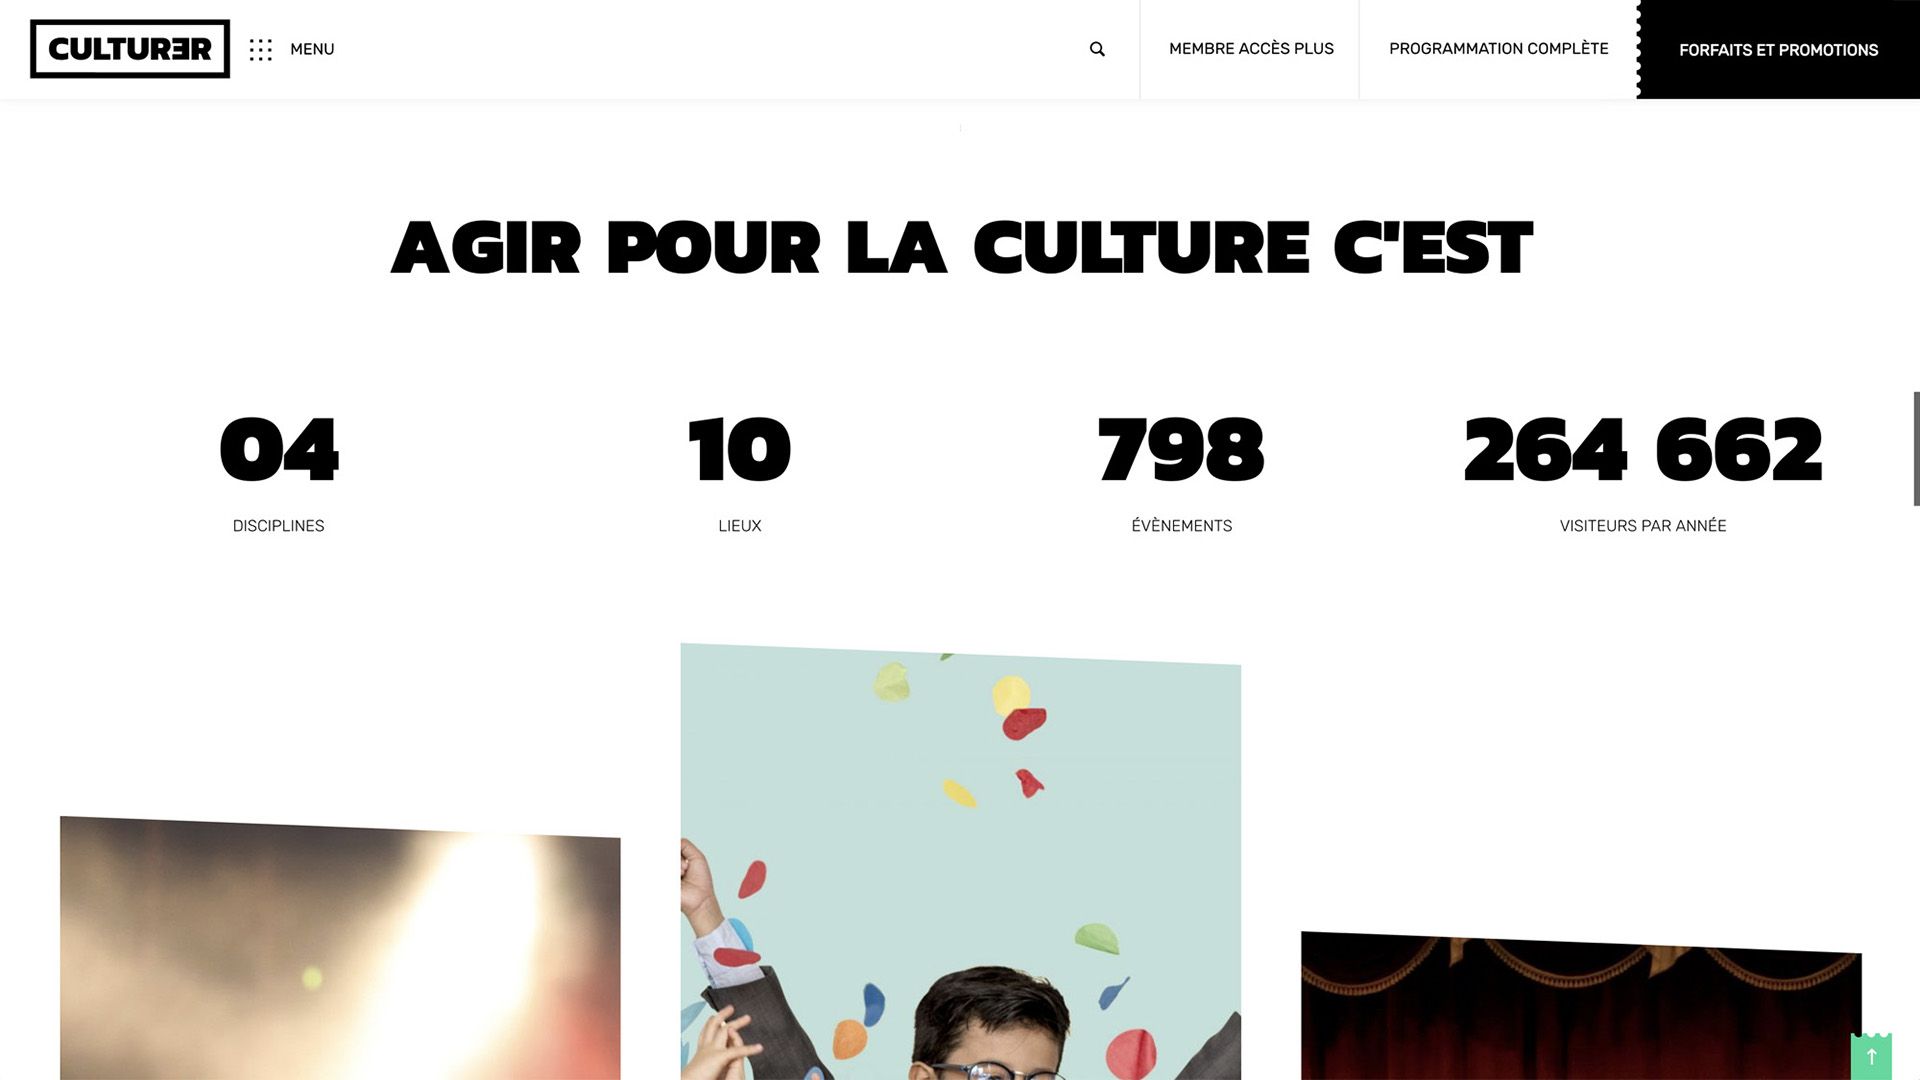 CULTURƎR
MENU
MEMBRE ACCÈS PLUS
PROGRAMMATION COMPLÈTE
FORFAITS ET PROMOTIONS
AGIR POUR LA CULTURE C'EST
04
DISCIPLINES
10
LIEUX
798
ÉVÈNEMENTS
264 662
VISITEURS PAR ANNÉE